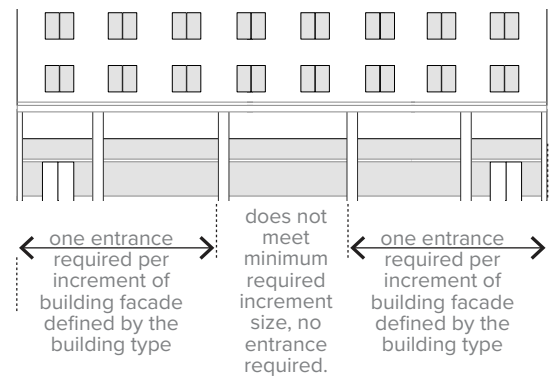 one entrance
required per
increment of
building facade
defined by the
building type
does not
meet
minimum
required
increment
size, no
entrance
required.
one entrance
required per
increment of
building facade
defined by the
building type